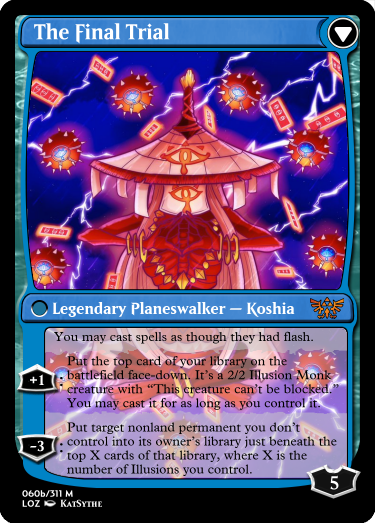 The Final Trial
Legendary Planeswalker — Koshia
You may cast spells as though they had flash.
+1 : Put the top card of your library on the
battlefield face-down. It's a 2/2 Illusion Monk
creature with "This creature can't be blocked."
You may cast it for as long as you control it.
-3 : Put target nonland permanent you don't
control into its owner's library just beneath the
top X cards of that library, where X is the
number of Illusions you control.
5
060b/311 M
LOZ KatSythe